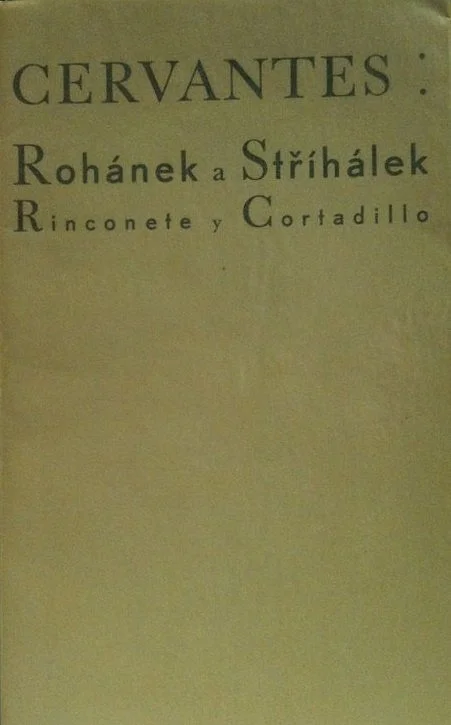 CERVANTES:
Rohánek a Stříhálek
Rinconete y Cortadillo